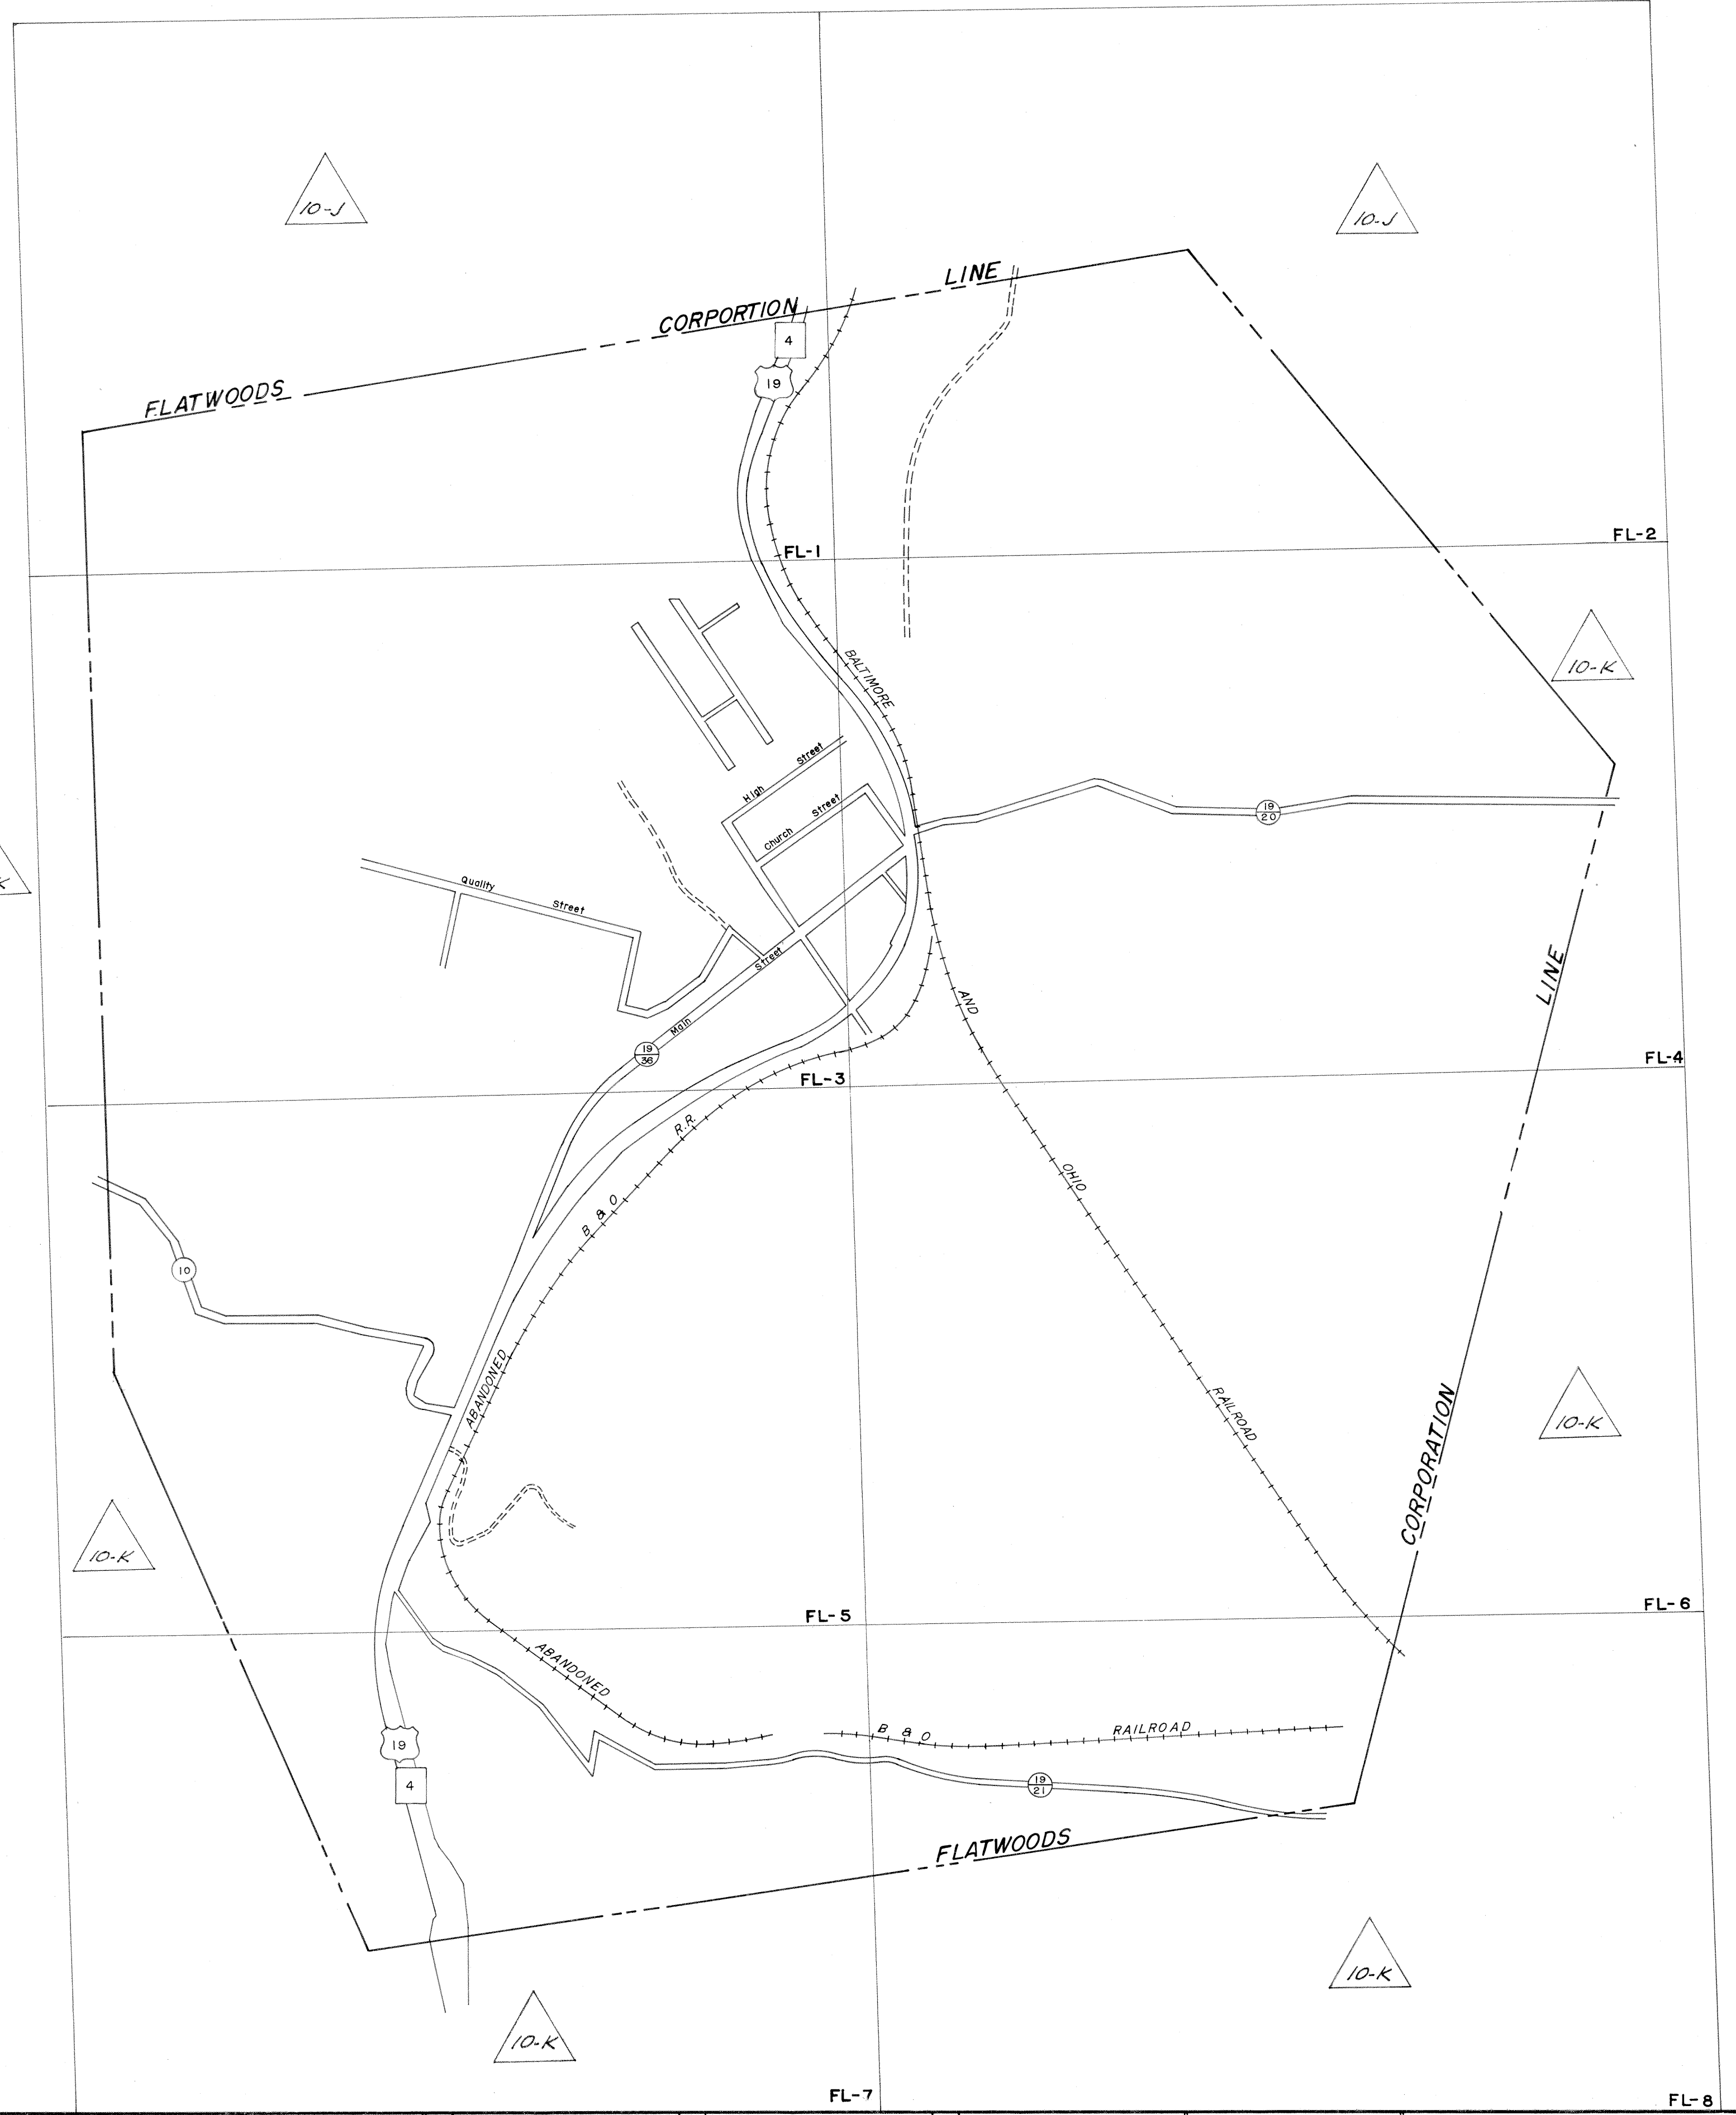 10-J
10-J
FLATWOODS CORPORTION LINE
4
19
FL-1
FL-2
10-K
BALTIMORE AND OHIO RAILROAD
High Street
Church Street
19
20
Quality Street
Main Street
19
36
LINE
FL-3
FL-4
B & O R.R.
10
ABANDONED
CORPORATION
10-K
10-K
FL-5
FL-6
ABANDONED B & O RAILROAD
19
4
19
21
FLATWOODS
10-K
10-K
FL-7
FL-8